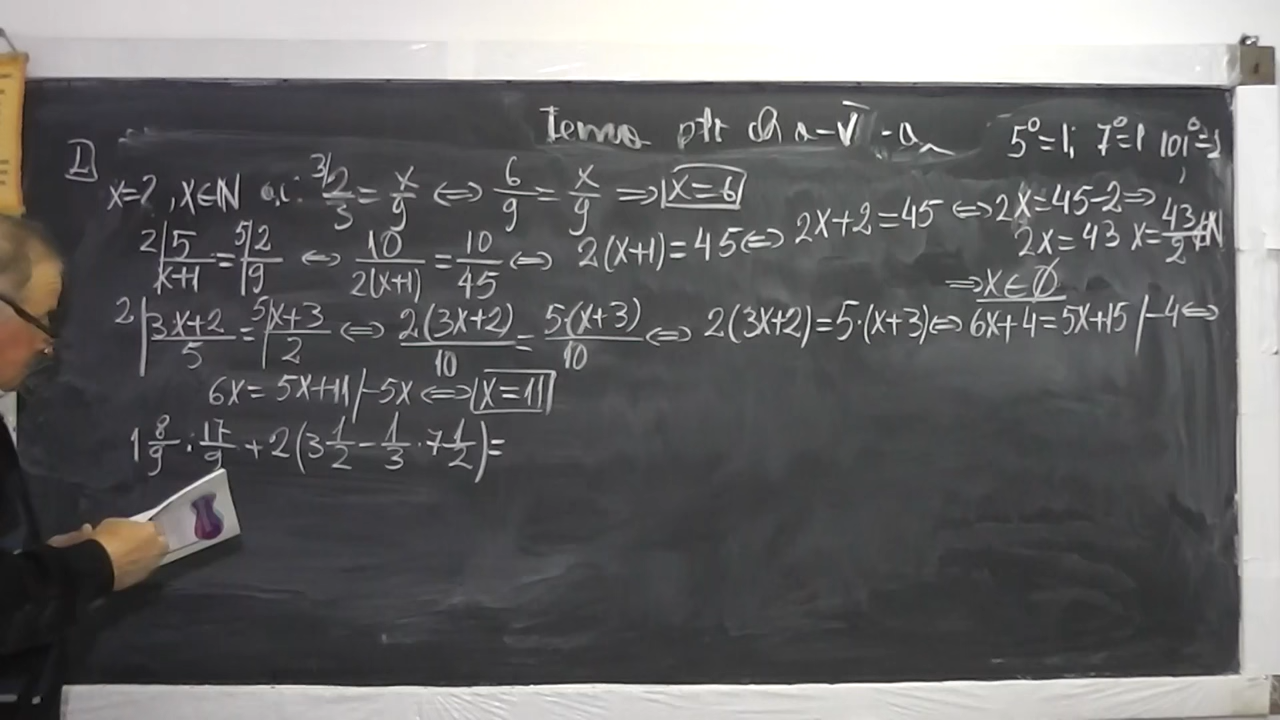 Tema ptr cl a-V-a
5⁰=1; 7⁰=1 101⁰=1
I
x=? , x∈ℕ a.î. 3/ 2/3 = x/9 ⇔ 6/9 = x/9 ⇒ x=6
2| 5/(x+1) = 5| 2/9 ⇔ 10/(2(x+1)) = 10/45 ⇔ 2(x+1)=45 ⇔ 2x+2=45 ⇔ 2x=45-2 ⇒
2x=43 x=43/2 ∉ℕ
⇒ x∈∅
2| (3x+2)/5 = 5| (x+3)/2 ⇔ 2(3x+2)/10 = 5(x+3)/10 ⇔ 2(3x+2)=5·(x+3) ⇔ 6x+4=5x+15 /-4 ⇔
6x=5x+11 /-5x ⇔ x=11
1 8/9 : 17/9 + 2(3 1/2 - 1/3 · 7 1/2)=